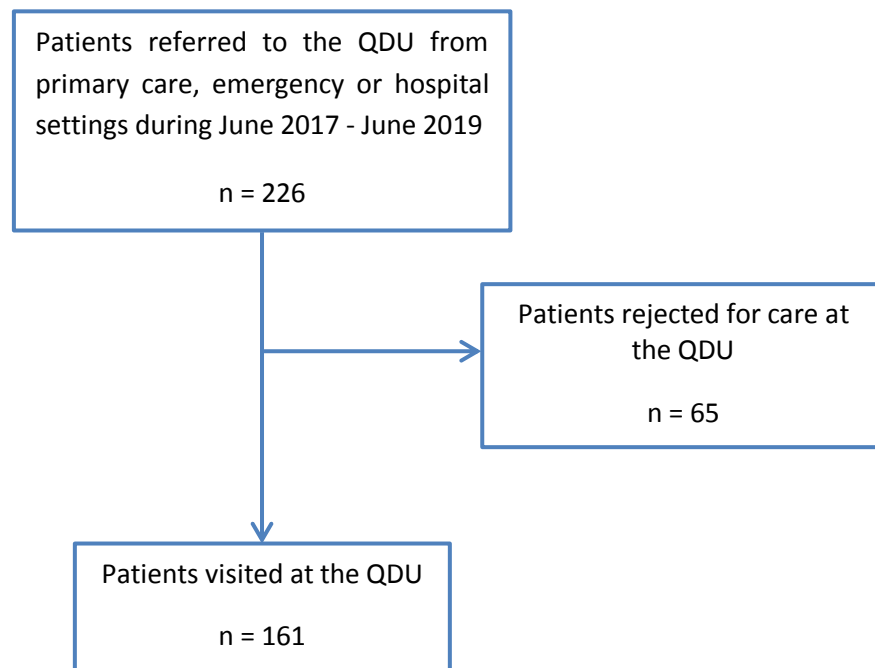 Patients referred to the QDU from
primary care, emergency or hospital
settings during June 2017 - June 2019
n = 226
Patients rejected for care at
the QDU
n = 65
Patients visited at the QDU
n = 161